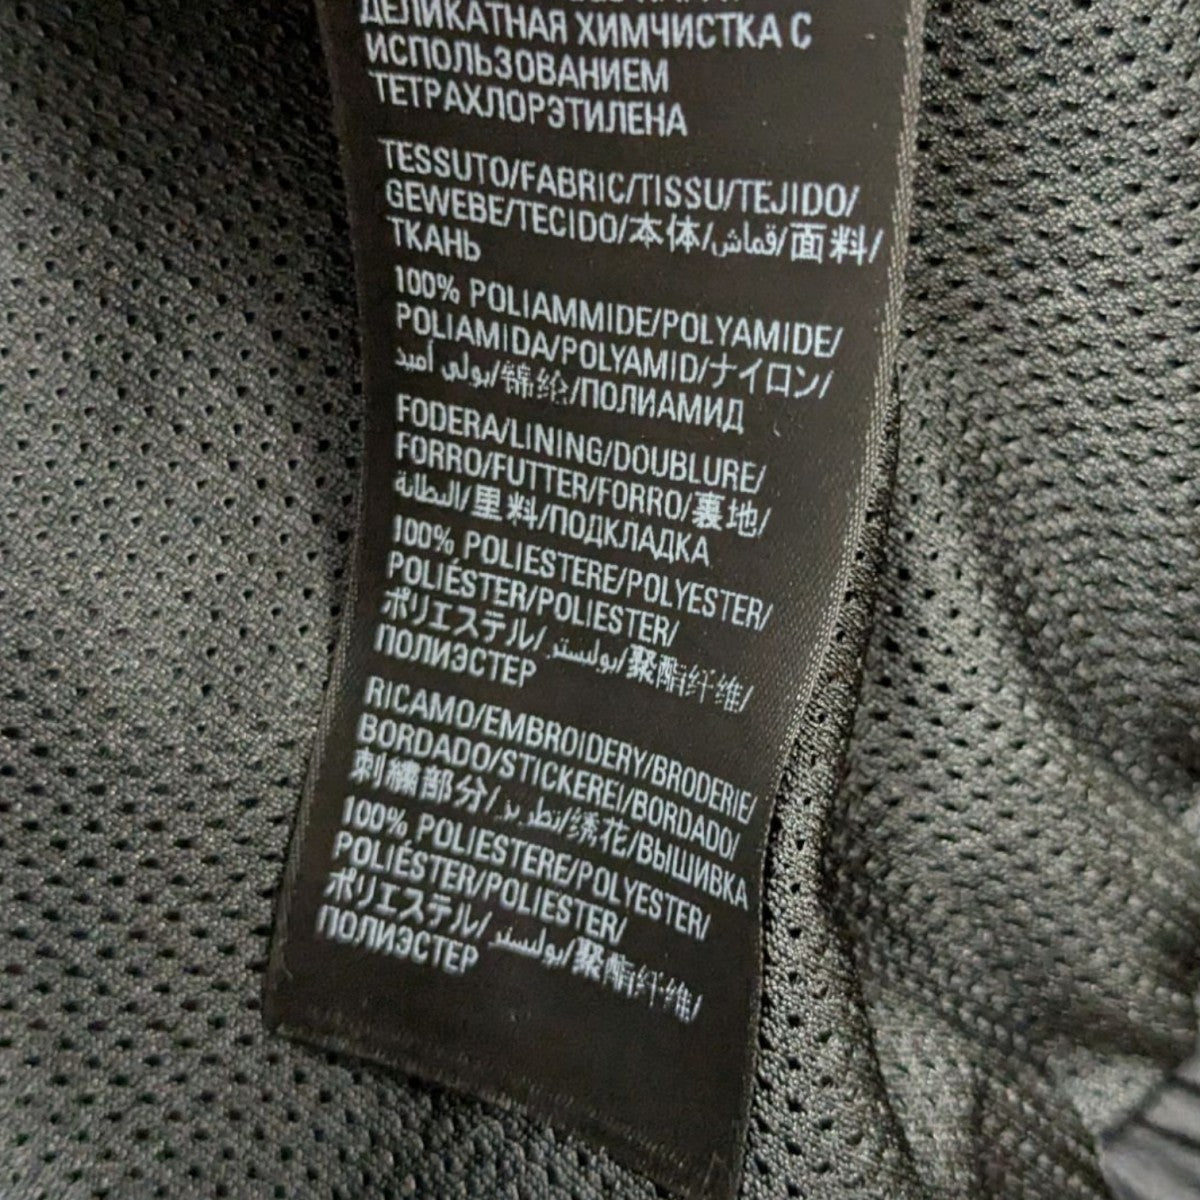 ДЕЛИКАТНАЯ ХИМЧИСТКА С
ИСПОЛЬЗОВАНИЕМ
ТЕТРАХЛОРЭТИЛЕНА
TESSUTO/FABRIC/TISSU/TEJIDO/
GEWEBE/TECIDO/本体/قماش/面料/
ТКАНЬ
100% POLIAMMIDE/POLYAMIDE/
POLIAMIDA/POLYAMID/ナイロン/
بولي أميد/锦纶/ПОЛИАМИД
FODERA/LINING/DOUBLURE/
FORRO/FUTTER/FORRO/裏地/
البطانة/里料/ПОДКЛАДКА
100% POLIESTERE/POLYESTER/
POLIÉSTER/POLIESTER/
ポリエステル/بوليستر/聚酯纤维/
ПОЛИЭСТЕР
RICAMO/EMBROIDERY/BRODERIE/
BORDADO/STICKEREI/BORDADO/
刺繍部分/تطريز/绣花/ВЫШИВКА
100% POLIESTERE/POLYESTER/
POLIÉSTER/POLIESTER/
ポリエステル/بوليستر/聚酯纤维/
ПОЛИЭСТЕР